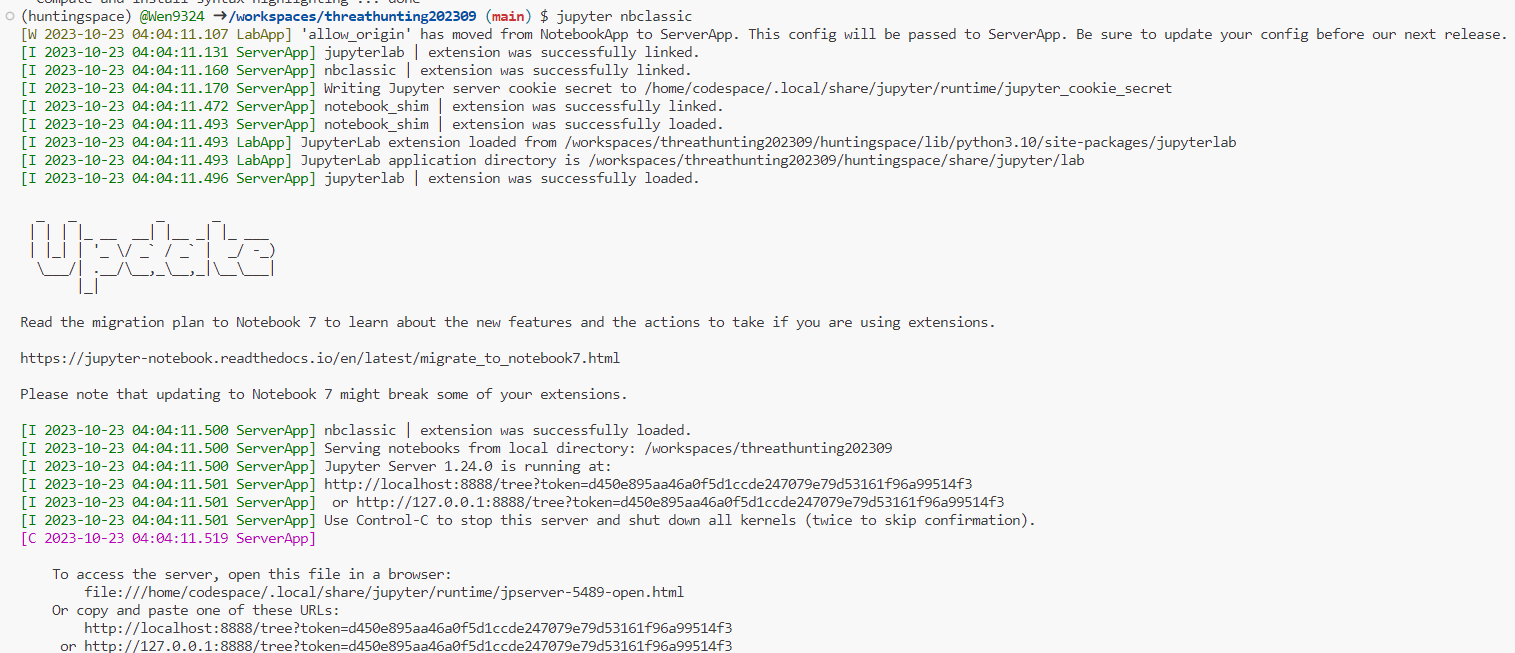 compute and install syntax highlighting ... done
(huntingspace) @Wen9324 ➜/workspaces/threathunting202309 (main) $ jupyter nbclassic
[W 2023-10-23 04:04:11.107 LabApp] 'allow_origin' has moved from NotebookApp to ServerApp. This config will be passed to ServerApp. Be sure to update your config before our next release.
[I 2023-10-23 04:04:11.131 ServerApp] jupyterlab | extension was successfully linked.
[I 2023-10-23 04:04:11.160 ServerApp] nbclassic | extension was successfully linked.
[I 2023-10-23 04:04:11.170 ServerApp] Writing Jupyter server cookie secret to /home/codespace/.local/share/jupyter/runtime/jupyter_cookie_secret
[I 2023-10-23 04:04:11.472 ServerApp] notebook_shim | extension was successfully linked.
[I 2023-10-23 04:04:11.493 ServerApp] notebook_shim | extension was successfully loaded.
[I 2023-10-23 04:04:11.493 LabApp] JupyterLab extension loaded from /workspaces/threathunting202309/huntingspace/lib/python3.10/site-packages/jupyterlab
[I 2023-10-23 04:04:11.493 LabApp] JupyterLab application directory is /workspaces/threathunting202309/huntingspace/share/jupyter/lab
[I 2023-10-23 04:04:11.496 ServerApp] jupyterlab | extension was successfully loaded.
Update
Read the migration plan to Notebook 7 to learn about the new features and the actions to take if you are using extensions.
https://jupyter-notebook.readthedocs.io/en/latest/migrate_to_notebook7.html
Please note that updating to Notebook 7 might break some of your extensions.
[I 2023-10-23 04:04:11.500 ServerApp] nbclassic | extension was successfully loaded.
[I 2023-10-23 04:04:11.500 ServerApp] Serving notebooks from local directory: /workspaces/threathunting202309
[I 2023-10-23 04:04:11.500 ServerApp] Jupyter Server 1.24.0 is running at:
[I 2023-10-23 04:04:11.501 ServerApp] http://localhost:8888/tree?token=d450e895aa46a0f5d1ccde247079e79d53161f96a99514f3
[I 2023-10-23 04:04:11.501 ServerApp]  or http://127.0.0.1:8888/tree?token=d450e895aa46a0f5d1ccde247079e79d53161f96a99514f3
[I 2023-10-23 04:04:11.501 ServerApp] Use Control-C to stop this server and shut down all kernels (twice to skip confirmation).
[C 2023-10-23 04:04:11.519 ServerApp]
To access the server, open this file in a browser:
file:///home/codespace/.local/share/jupyter/runtime/jpserver-5489-open.html
Or copy and paste one of these URLs:
http://localhost:8888/tree?token=d450e895aa46a0f5d1ccde247079e79d53161f96a99514f3
or http://127.0.0.1:8888/tree?token=d450e895aa46a0f5d1ccde247079e79d53161f96a99514f3